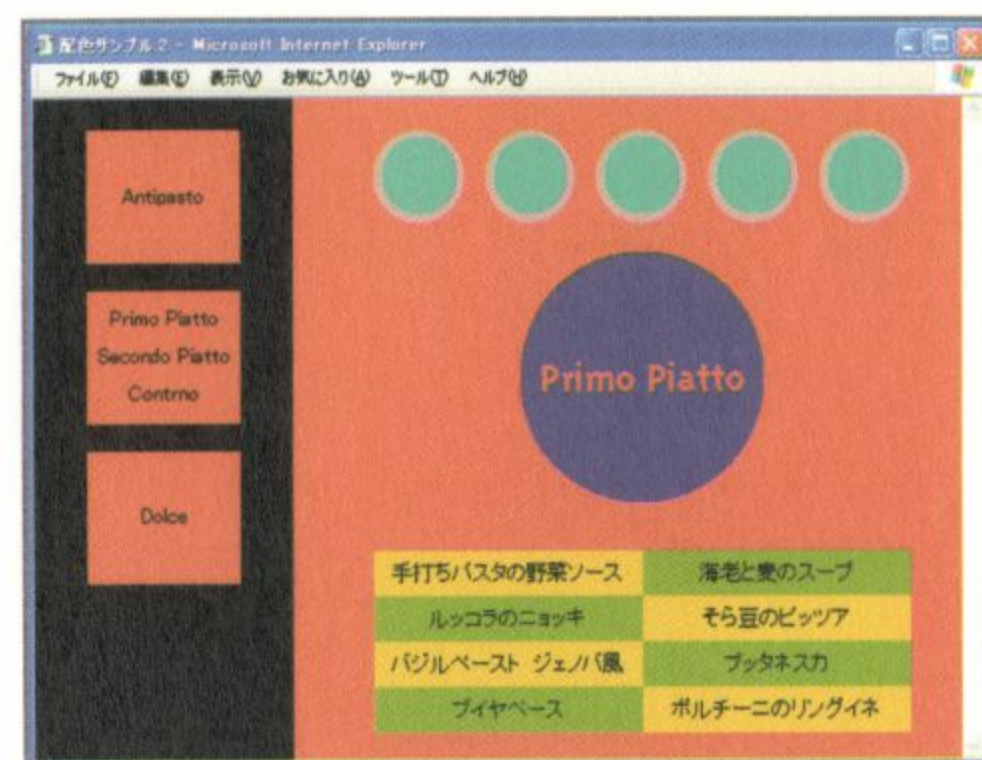 配色サンプル2 - Microsoft Internet Explorer
ファイル(F) 編集(E) 表示(V) お気に入り(A) ツール(T) ヘルプ(H)
Antipasto
Primo Piatto
Secondo Piatto
Contrno
Dolce
Primo Piatto
手打ちパスタの野菜ソース 海老と麦のスープ
ルッコラのニョッキ そら豆のピッツア
バジルペースト ジェノバ風 プッタネスカ
ブイヤベース ポルチーニのリングイネ